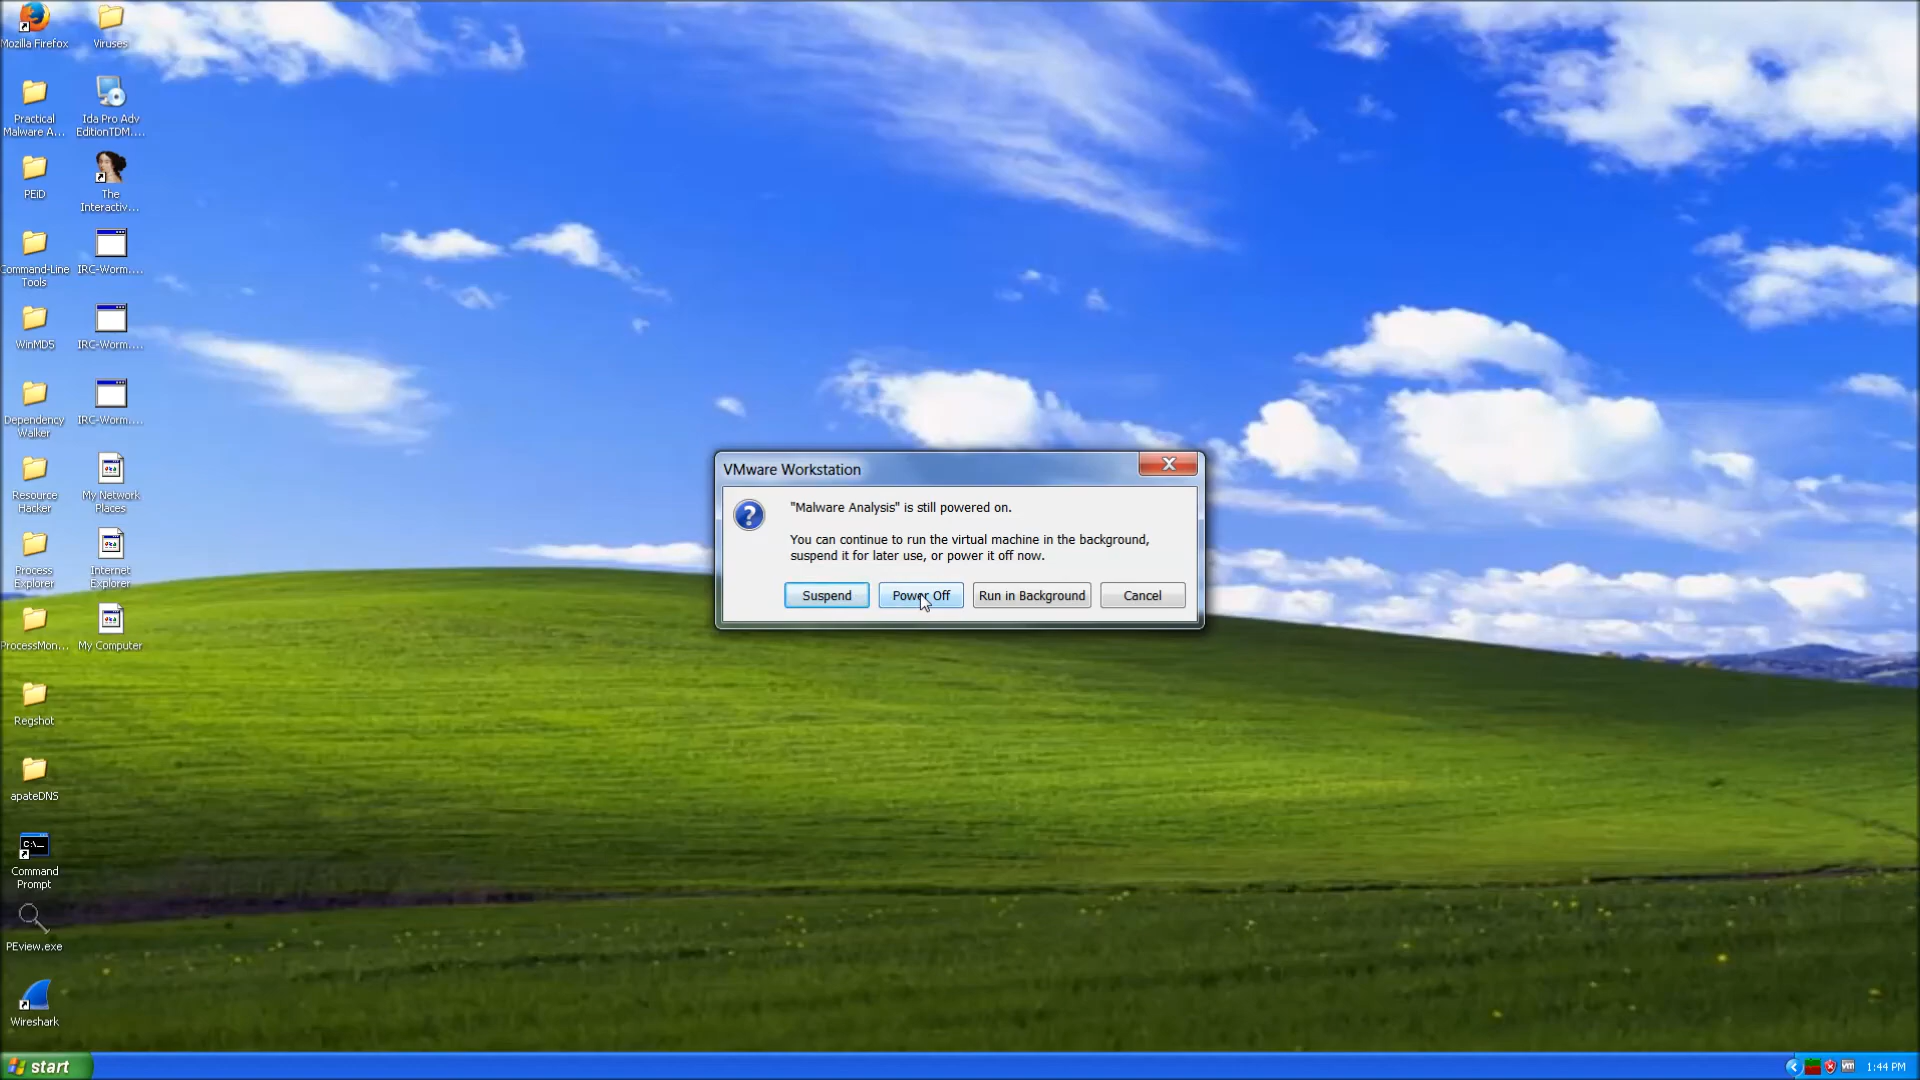 Mozilla Firefox
Viruses
Practical
Malware A...
Ida Pro Adv
EditionTDM....
PEiD
The
Interactiv...
Command-Line
Tools
IRC-Worm....
WinMD5
IRC-Worm....
Dependency
Walker
IRC-Worm....
Resource
Hacker
My Network
Places
Process
Explorer
Internet
Explorer
ProcessMon...
My Computer
Regshot
apateDNS
C:\_
Command
Prompt
PEview.exe
Wireshark
VMware Workstation
"Malware Analysis" is still powered on.
You can continue to run the virtual machine in the background,
suspend it for later use, or power it off now.
Suspend
Power Off
Run in Background
Cancel
start
vm
1:44 PM